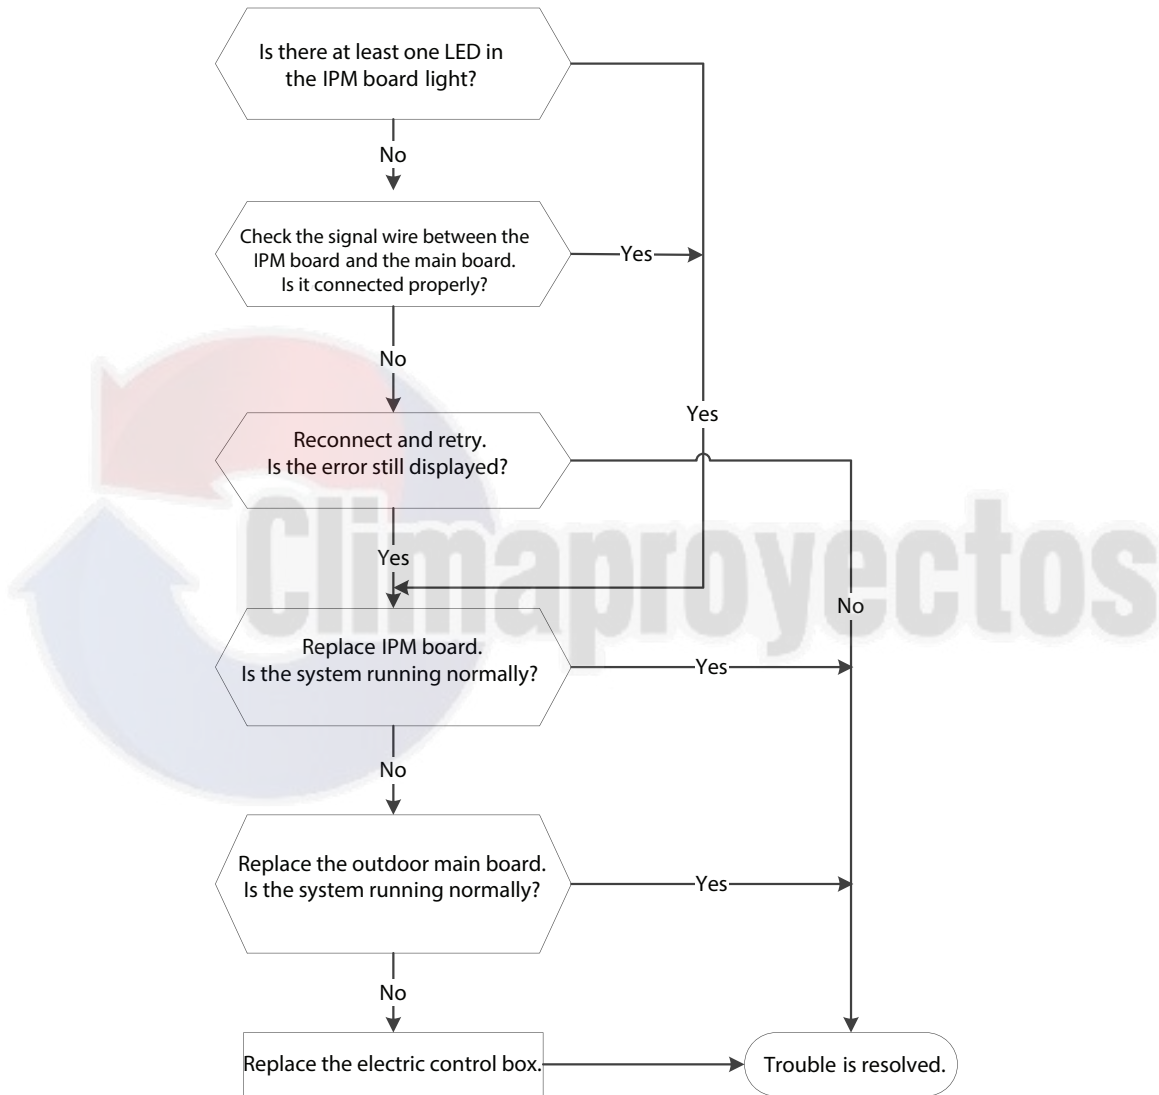 Is there at least one LED in
the IPM board light?
No
Check the signal wire between the
IPM board and the main board.
Is it connected properly?
Yes
No
Yes
Reconnect and retry.
Is the error still displayed?
Climaproyectos
Yes
No
Replace IPM board.
Is the system running normally?
Yes
No
Replace the outdoor main board.
Is the system running normally?
Yes
No
Replace the electric control box.
Trouble is resolved.